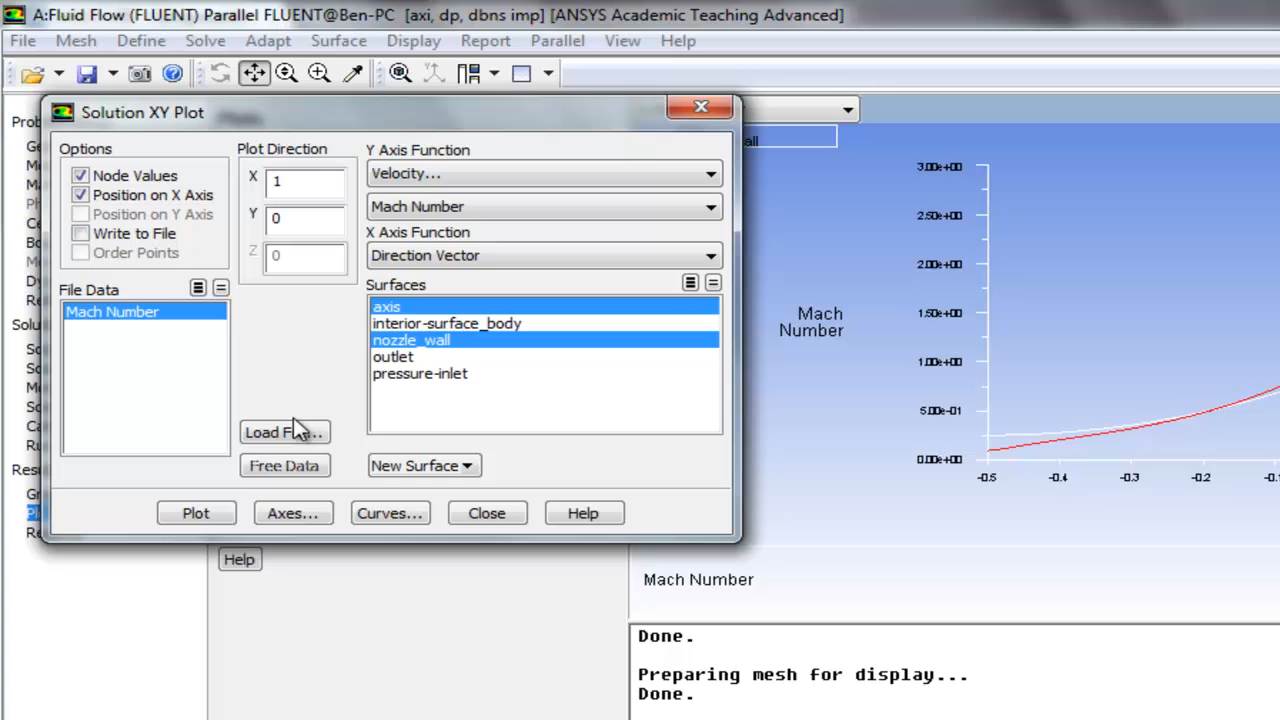 A:Fluid Flow (FLUENT) Parallel FLUENT@Ben-PC [axi, dp, dbns imp] [ANSYS Academic Teaching Advanced]
File Mesh Define Solve Adapt Surface Display Report Parallel View Help
Solution XY Plot
Options
Node Values
Position on X Axis
Position on Y Axis
Write to File
Order Points
Plot Direction
X 1
Y 0
Z 0
Y Axis Function
Velocity...
Mach Number
X Axis Function
Direction Vector
File Data
Mach Number
Surfaces
axis
interior-surface_body
nozzle_wall
outlet
pressure-inlet
Load F...
Free Data
New Surface
Plot Axes... Curves... Close Help
Help
Mach
Number
3.00e+00
2.50e+00
2.00e+00
1.50e+00
1.00e+00
5.00e-01
0.00e+00
-0.5 -0.4 -0.3 -0.2 -0.1
Mach Number
Done.
Preparing mesh for display...
Done.